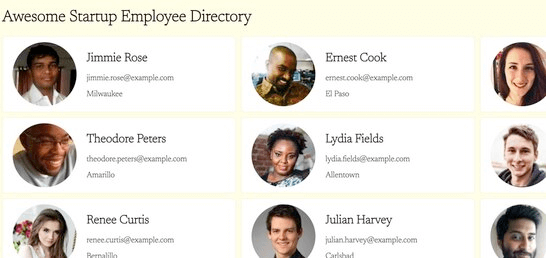 Awesome Startup Employee Directory
Jimmie Rose
jimmie.rose@example.com
Milwaukee
Ernest Cook
ernest.cook@example.com
El Paso
Theodore Peters
theodore.peters@example.com
Amarillo
Lydia Fields
lydia.fields@example.com
Allentown
Renee Curtis
renee.curtis@example.com
Bernalillo
Julian Harvey
julian.harvey@example.com
Carlsbad